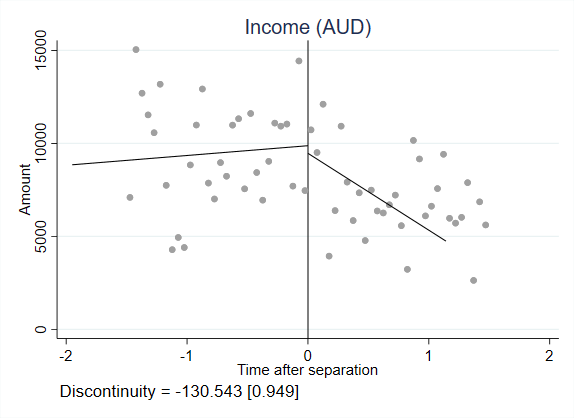 Income (AUD)
15000
10000
5000
0
Amount
-2 -1 0 1 2
Time after separation
Discontinuity = -130.543 [0.949]